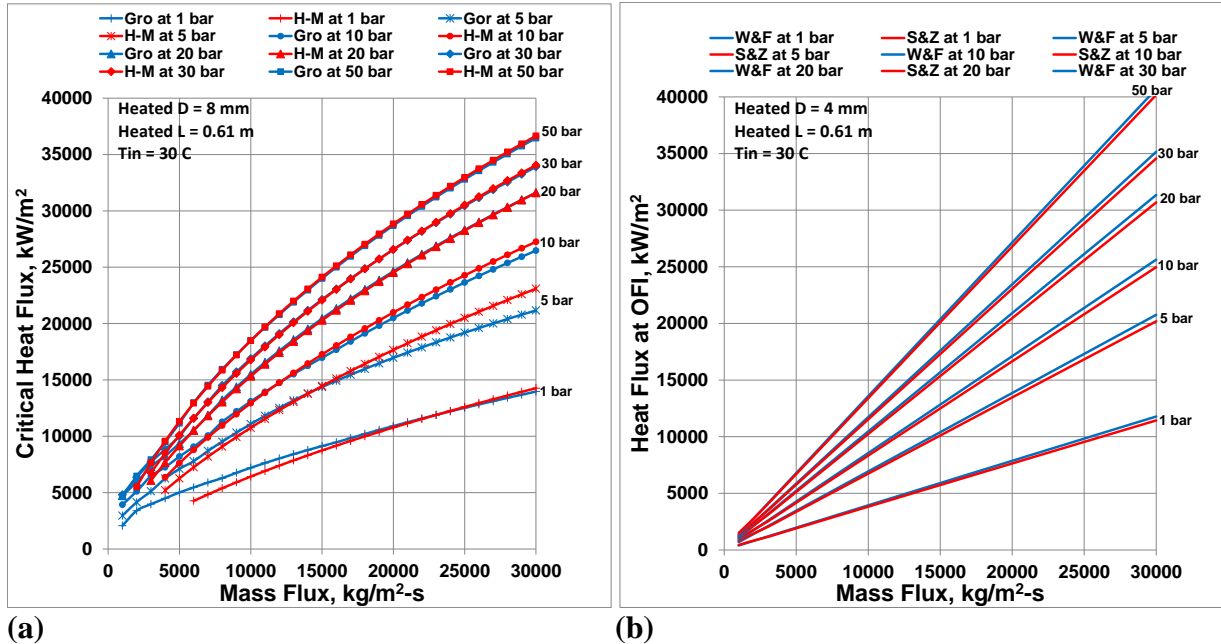 Gro at 1 bar H-M at 1 bar Gor at 5 bar
H-M at 5 bar Gro at 10 bar H-M at 10 bar
Gro at 20 bar H-M at 20 bar Gro at 30 bar
H-M at 30 bar Gro at 50 bar H-M at 50 bar
Critical Heat Flux, kW/m²
40000
35000
30000
25000
20000
15000
10000
5000
0
Heated D = 8 mm
Heated L = 0.61 m
Tin = 30 C
50 bar
30 bar
20 bar
10 bar
5 bar
1 bar
0 5000 10000 15000 20000 25000 30000
Mass Flux, kg/m²-s
(a)
W&F at 1 bar S&Z at 1 bar W&F at 5 bar
S&Z at 5 bar W&F at 10 bar S&Z at 10 bar
W&F at 20 bar S&Z at 20 bar W&F at 30 bar
Heat Flux at OFI, kW/m²
40000
35000
30000
25000
20000
15000
10000
5000
0
Heated D = 4 mm
Heated L = 0.61 m
Tin = 30 C
50 bar
30 bar
20 bar
10 bar
5 bar
1 bar
0 5000 10000 15000 20000 25000 30000
Mass Flux, kg/m²-s
(b)